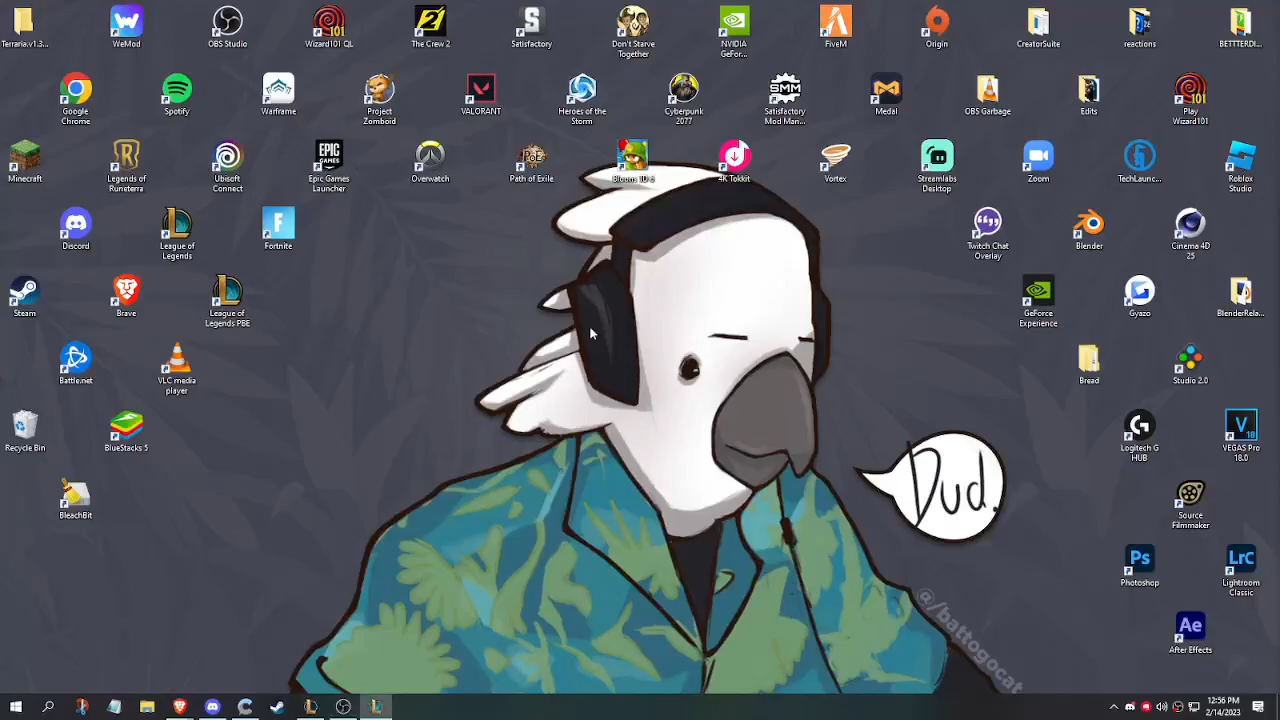 Terraria.v1.3...
WeMod
OBS Studio
Wizard101 QL
The Crew 2
Satisfactory
Don't Starve
Together
NVIDIA
GeFor...
FiveM
Origin
CreatorSuite
reactions
BETTTERDI...
Google
Chrome
Spotify
Warframe
Project
Zomboid
VALORANT
Heroes of the
Storm
Cyberpunk
2077
Satisfactory
Mod Man...
Medal
OBS Garbage
Edits
Play
Wizard101
Minecraft
Legends of
Runeterra
Ubisoft
Connect
Epic Games
Launcher
Overwatch
Path of Exile
Bloons TD 6
4K Tokkit
Vortex
Streamlabs
Desktop
Zoom
TechLaunc...
Roblox
Studio
Discord
League of
Legends
Fortnite
Twitch Chat
Overlay
Blender
Cinema 4D
25
Steam
Brave
League of
Legends PBE
GeForce
Experience
Gyazo
BlenderRela...
Battle.net
VLC media
player
Bread
Studio 2.0
Recycle Bin
BlueStacks 5
Logitech G
HUB
VEGAS Pro
18.0
BleachBit
Dud.
Source
Filmmaker
Photoshop
Lightroom
Classic
@/battogocat
After Effects
12:56 PM
2/14/2023